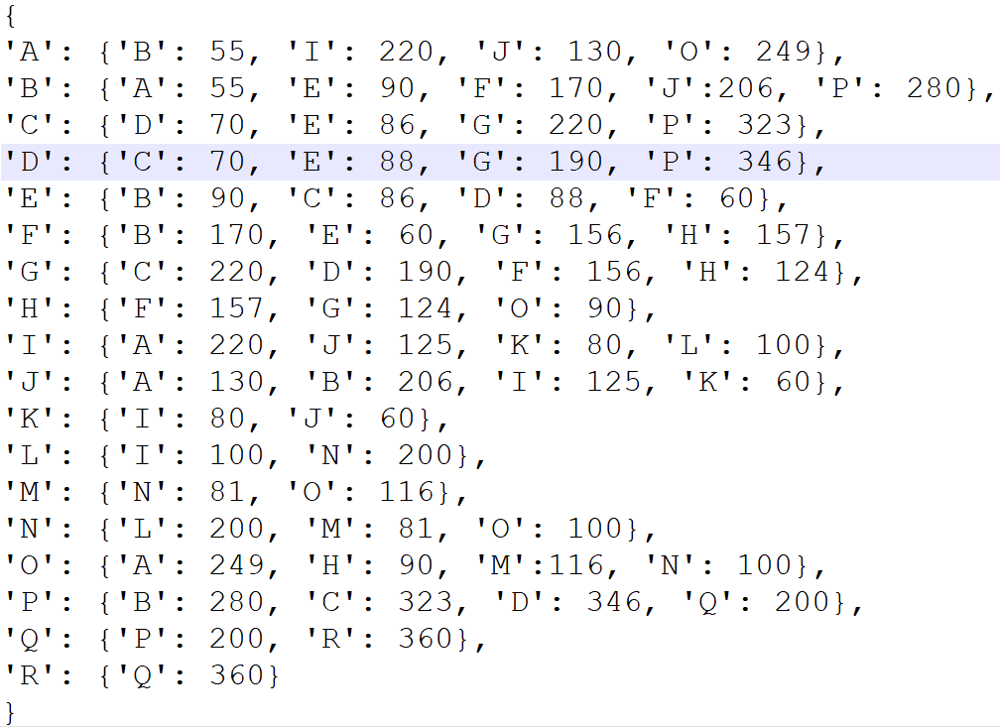 {
'A': {'B': 55, 'I': 220, 'J': 130, 'O': 249},
'B': {'A': 55, 'E': 90, 'F': 170, 'J':206, 'P': 280},
'C': {'D': 70, 'E': 86, 'G': 220, 'P': 323},
'D': {'C': 70, 'E': 88, 'G': 190, 'P': 346},
'E': {'B': 90, 'C': 86, 'D': 88, 'F': 60},
'F': {'B': 170, 'E': 60, 'G': 156, 'H': 157},
'G': {'C': 220, 'D': 190, 'F': 156, 'H': 124},
'H': {'F': 157, 'G': 124, 'O': 90},
'I': {'A': 220, 'J': 125, 'K': 80, 'L': 100},
'J': {'A': 130, 'B': 206, 'I': 125, 'K': 60},
'K': {'I': 80, 'J': 60},
'L': {'I': 100, 'N': 200},
'M': {'N': 81, 'O': 116},
'N': {'L': 200, 'M': 81, 'O': 100},
'O': {'A': 249, 'H': 90, 'M':116, 'N': 100},
'P': {'B': 280, 'C': 323, 'D': 346, 'Q': 200},
'Q': {'P': 200, 'R': 360},
'R': {'Q': 360}
}